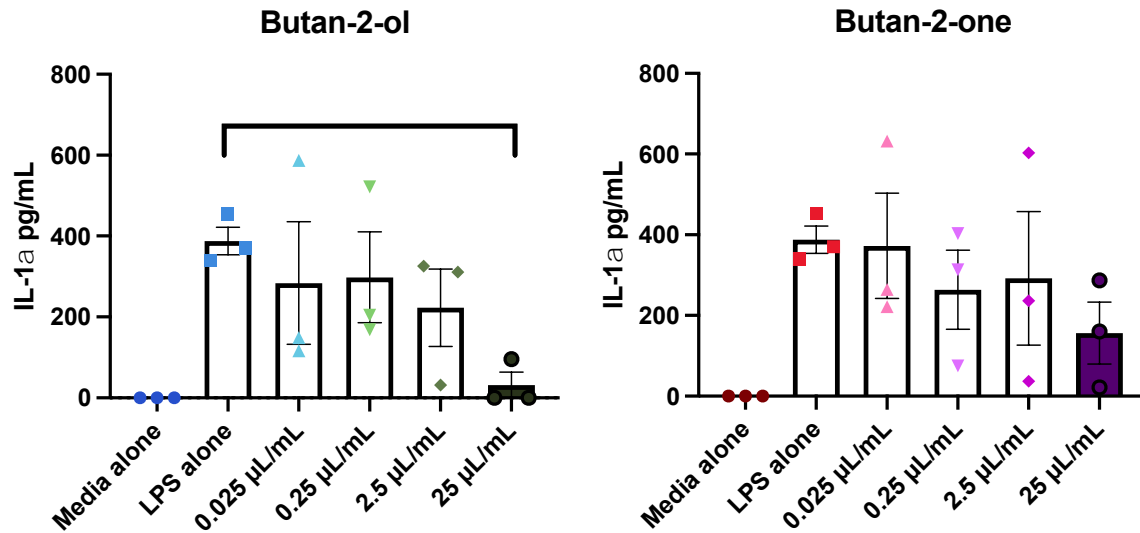 Butan-2-ol
IL-1a pg/mL
800
600
400
200
0
Media alone
LPS alone
0.025 µL/mL
0.25 µL/mL
2.5 µL/mL
25 µL/mL
Butan-2-one
IL-1a pg/mL
800
600
400
200
0
Media alone
LPS alone
0.025 µL/mL
0.25 µL/mL
2.5 µL/mL
25 µL/mL